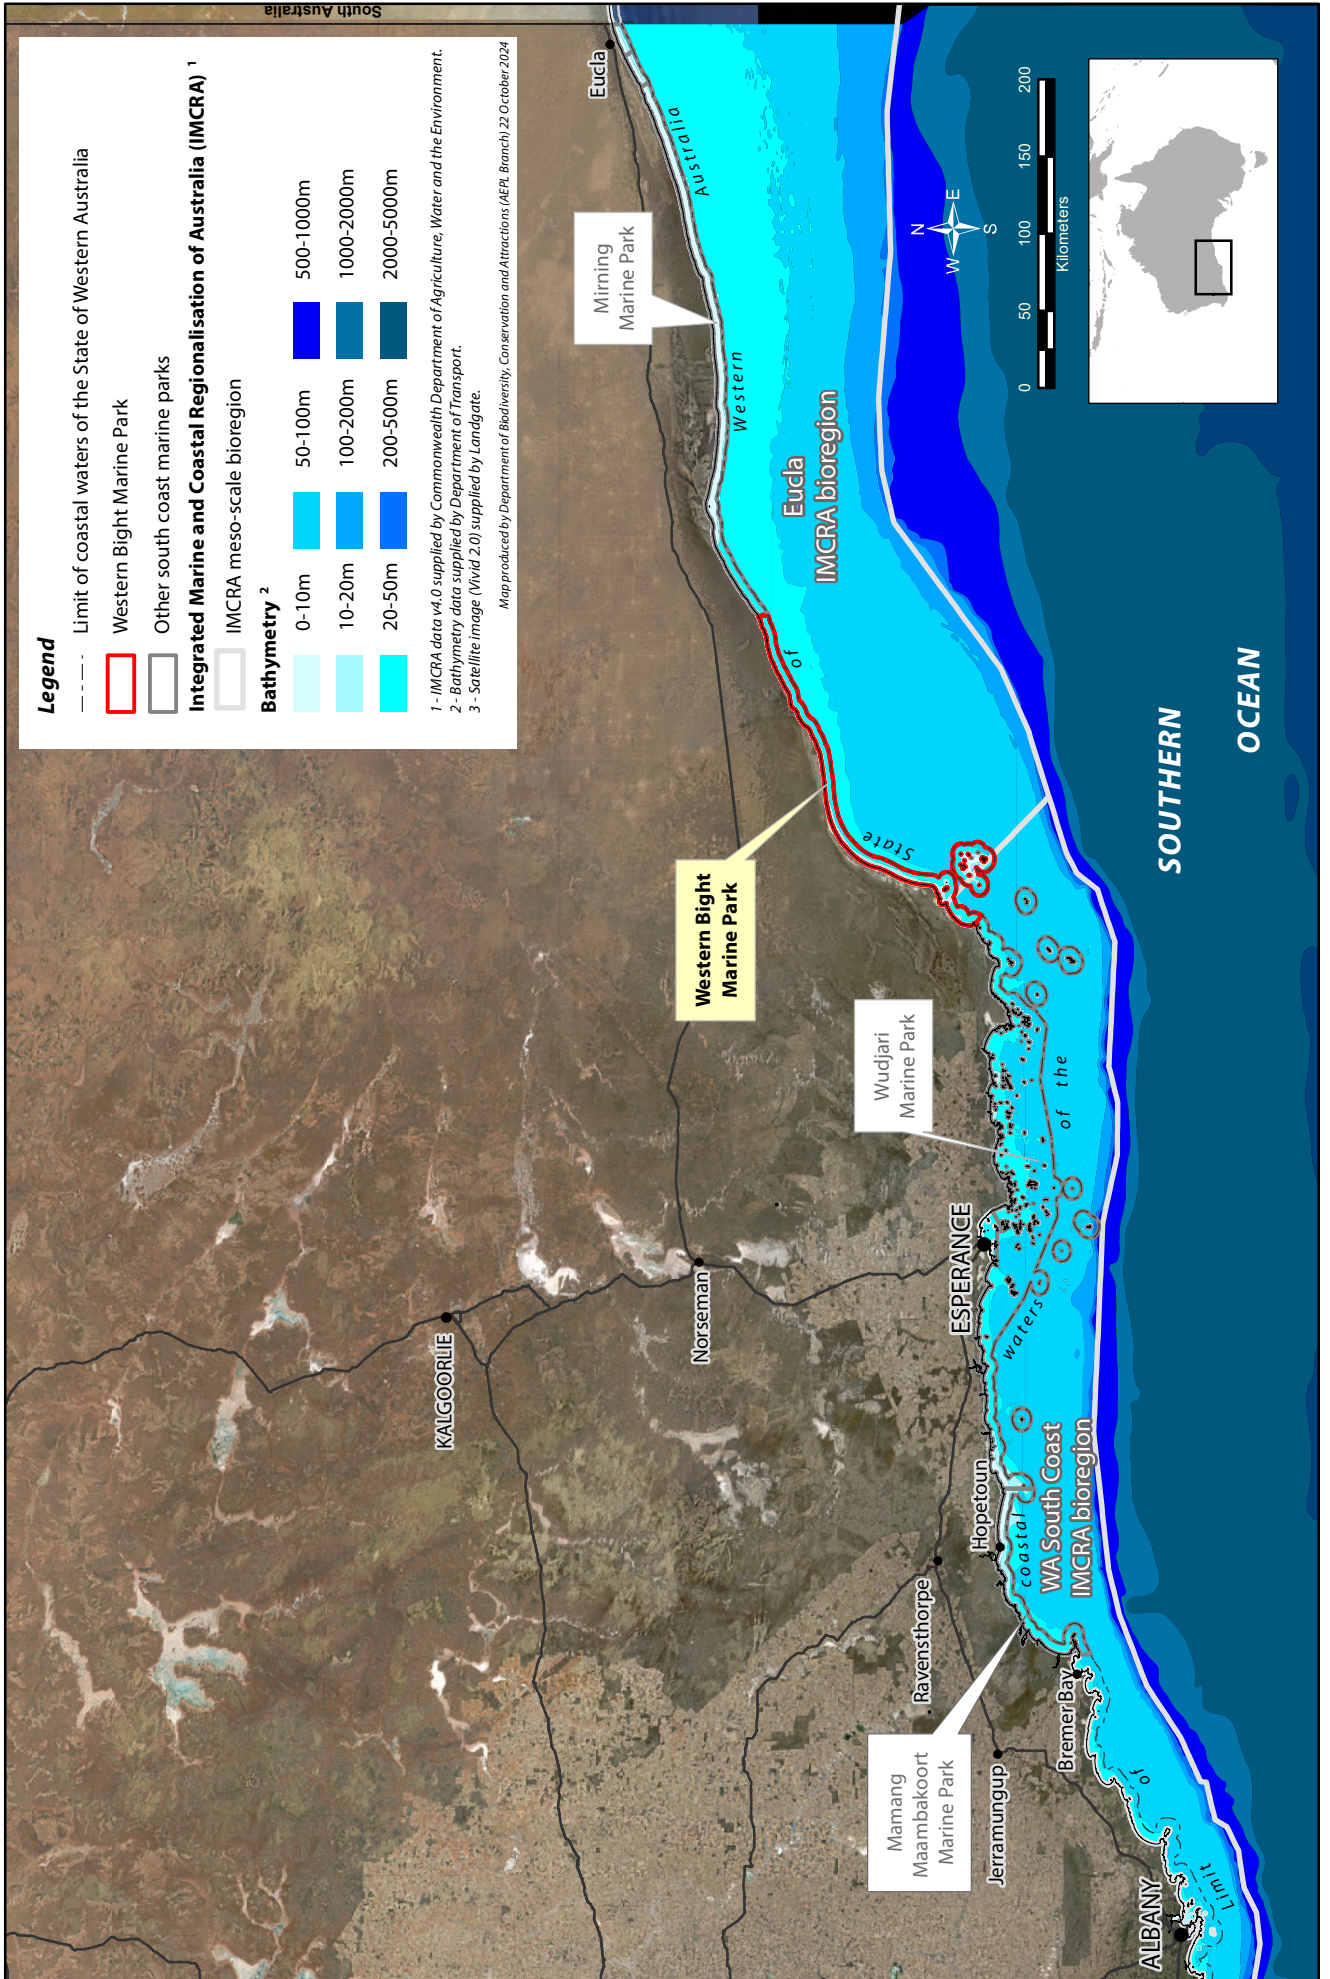 Legend
Limit of coastal waters of the State of Western Australia
Western Bight Marine Park
Other south coast marine parks
Integrated Marine and Coastal Regionalisation of Australia (IMCRA) 1
IMCRA meso-scale bioregion
Bathymetry 2
0-10m
50-100m
500-1000m
10-20m
100-200m
1000-2000m
20-50m
200-500m
2000-5000m
1 - IMCRA data v4.0 supplied by Commonwealth Department of Agriculture, Water and the Environment.
2 - Bathymetry data supplied by Department of Transport.
3 - Satellite image (Vivid 2.0) supplied by Landgate.
Map produced by Department of Biodiversity, Conservation and Attractions (AEPL Branch) 22 October 2024
South Australia
Eucla
Mirning
Marine Park
Western Bight
Marine Park
Wudjari
Marine Park
Mamang
Maambakoort
Marine Park
KALGOORLIE
Norseman
ESPERANCE
Ravensthorpe
Hopetoun
Jerramungup
Bremer Bay
ALBANY
Limit of coastal waters of the State of Western Australia
Eucla
IMCRA bioregion
WA South Coast
IMCRA bioregion
SOUTHERN
OCEAN
N
W
E
S
0
50
100
150
200
Kilometers